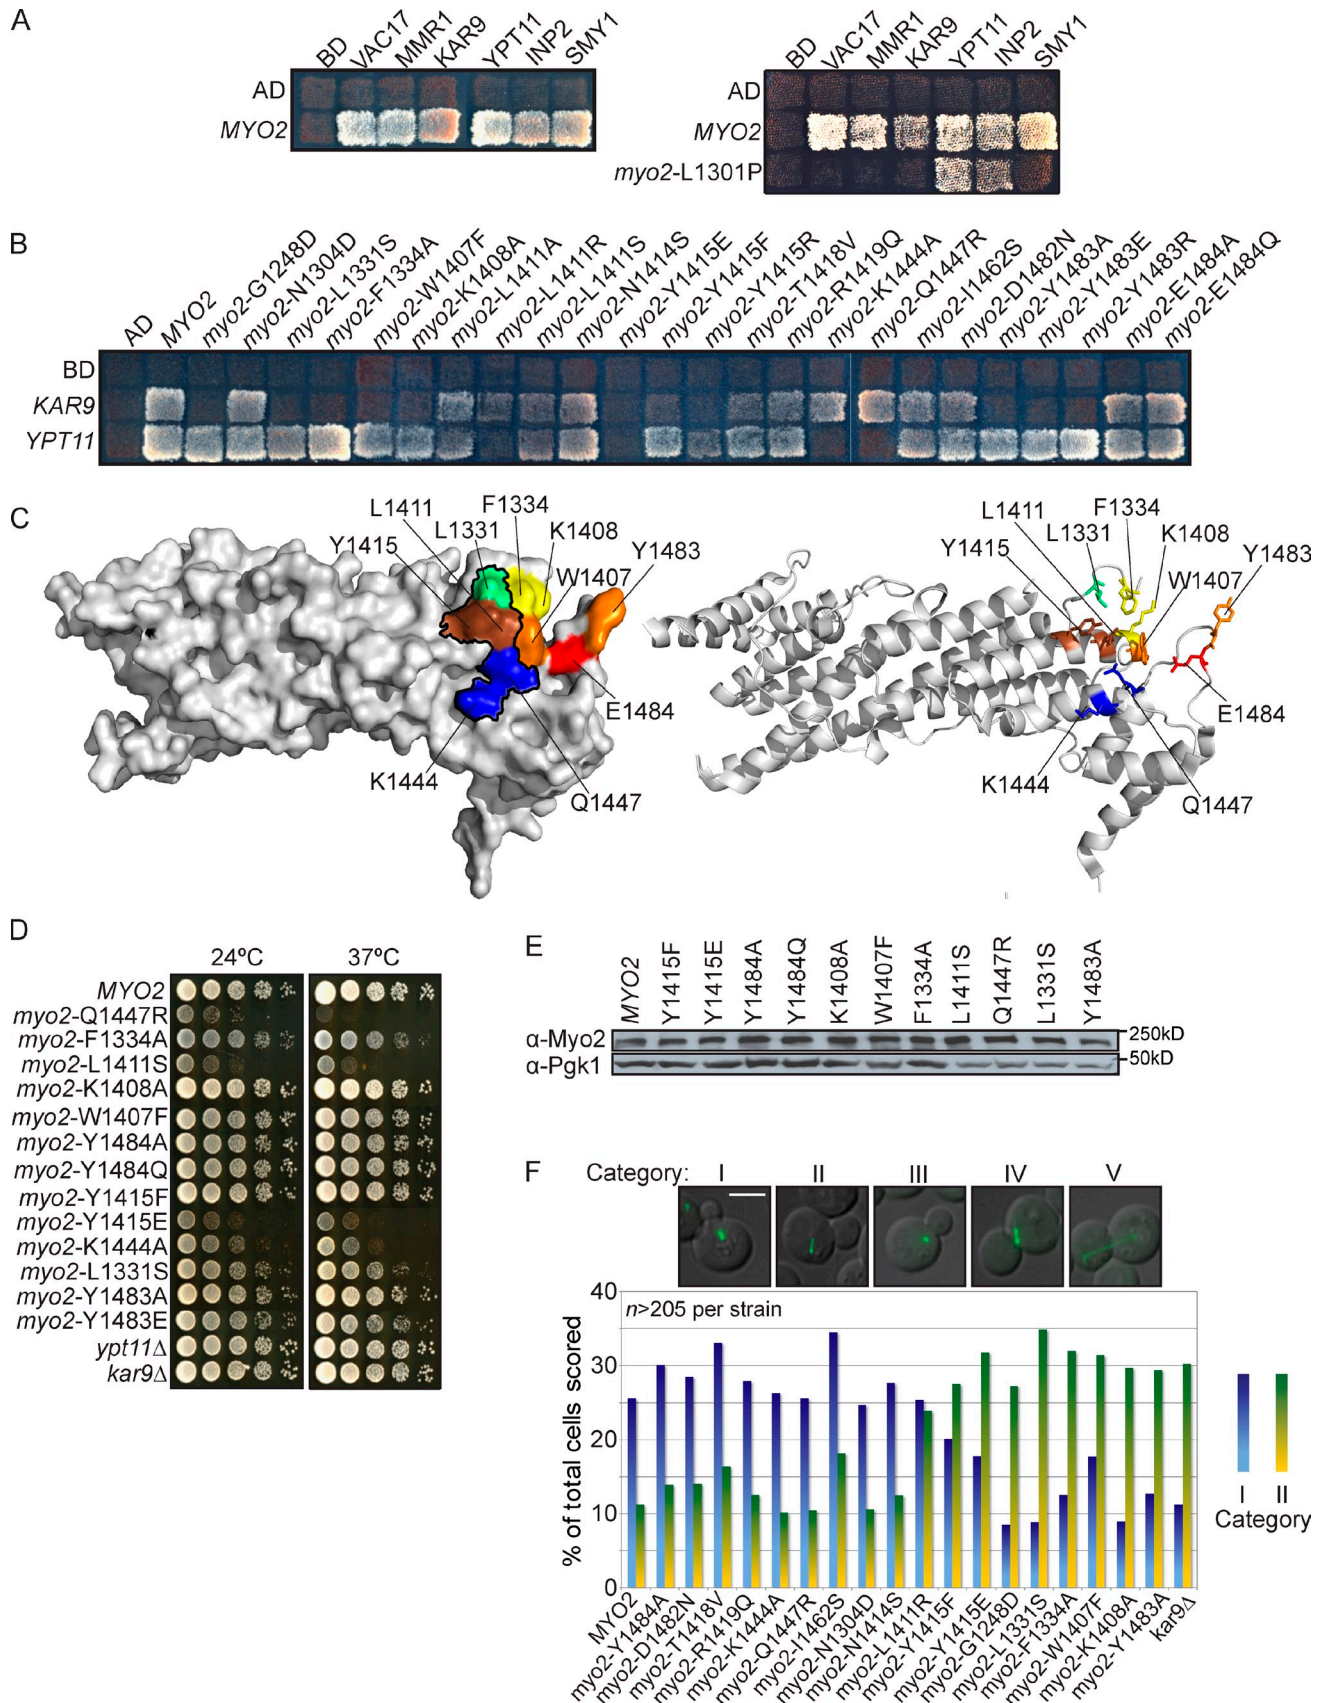 A
BD
VAC17
MMR1
KAR9
YPT11
INP2
SMY1
AD
MYO2
BD
VAC17
MMR1
KAR9
YPT11
INP2
SMY1
AD
MYO2
myo2-L1301P
B
AD
MYO2
myo2-G1248D
myo2-N1304D
myo2-L1331S
myo2-F1334A
myo2-W1407F
myo2-K1408A
myo2-L1411A
myo2-L1411R
myo2-L1411S
myo2-N1414S
myo2-Y1415E
myo2-Y1415F
myo2-Y1415R
myo2-T1418V
myo2-R1419Q
myo2-K1444A
myo2-Q1447R
myo2-I1462S
myo2-D1482N
myo2-Y1483A
myo2-Y1483E
myo2-Y1483R
myo2-E1484A
myo2-E1484Q
BD
KAR9
YPT11
C
L1411
F1334
L1331
K1408
Y1415
W1407
Y1483
E1484
K1444
Q1447
L1411
F1334
L1331
K1408
Y1415
W1407
Y1483
E1484
K1444
Q1447
D
24ºC
37ºC
MYO2
myo2-Q1447R
myo2-F1334A
myo2-L1411S
myo2-K1408A
myo2-W1407F
myo2-Y1484A
myo2-Y1484Q
myo2-Y1415F
myo2-Y1415E
myo2-K1444A
myo2-L1331S
myo2-Y1483A
myo2-Y1483E
ypt11Δ
kar9Δ
E
MYO2
Y1415F
Y1415E
Y1484A
Y1484Q
K1408A
W1407F
F1334A
L1411S
Q1447R
L1331S
Y1483A
α-Myo2
250kD
α-Pgk1
50kD
F
Category: I II III IV V
n>205 per strain
% of total cells scored
40
30
20
10
0
MYO2
myo2-Y1484A
myo2-D1482N
myo2-T1418V
myo2-R1419Q
myo2-K1444A
myo2-Q1447R
myo2-I1462S
myo2-N1304D
myo2-N1414S
myo2-L1411R
myo2-Y1415F
myo2-Y1415E
myo2-G1248D
myo2-L1331S
myo2-F1334A
myo2-W1407F
myo2-K1408A
myo2-Y1483A
kar9Δ
I II
Category